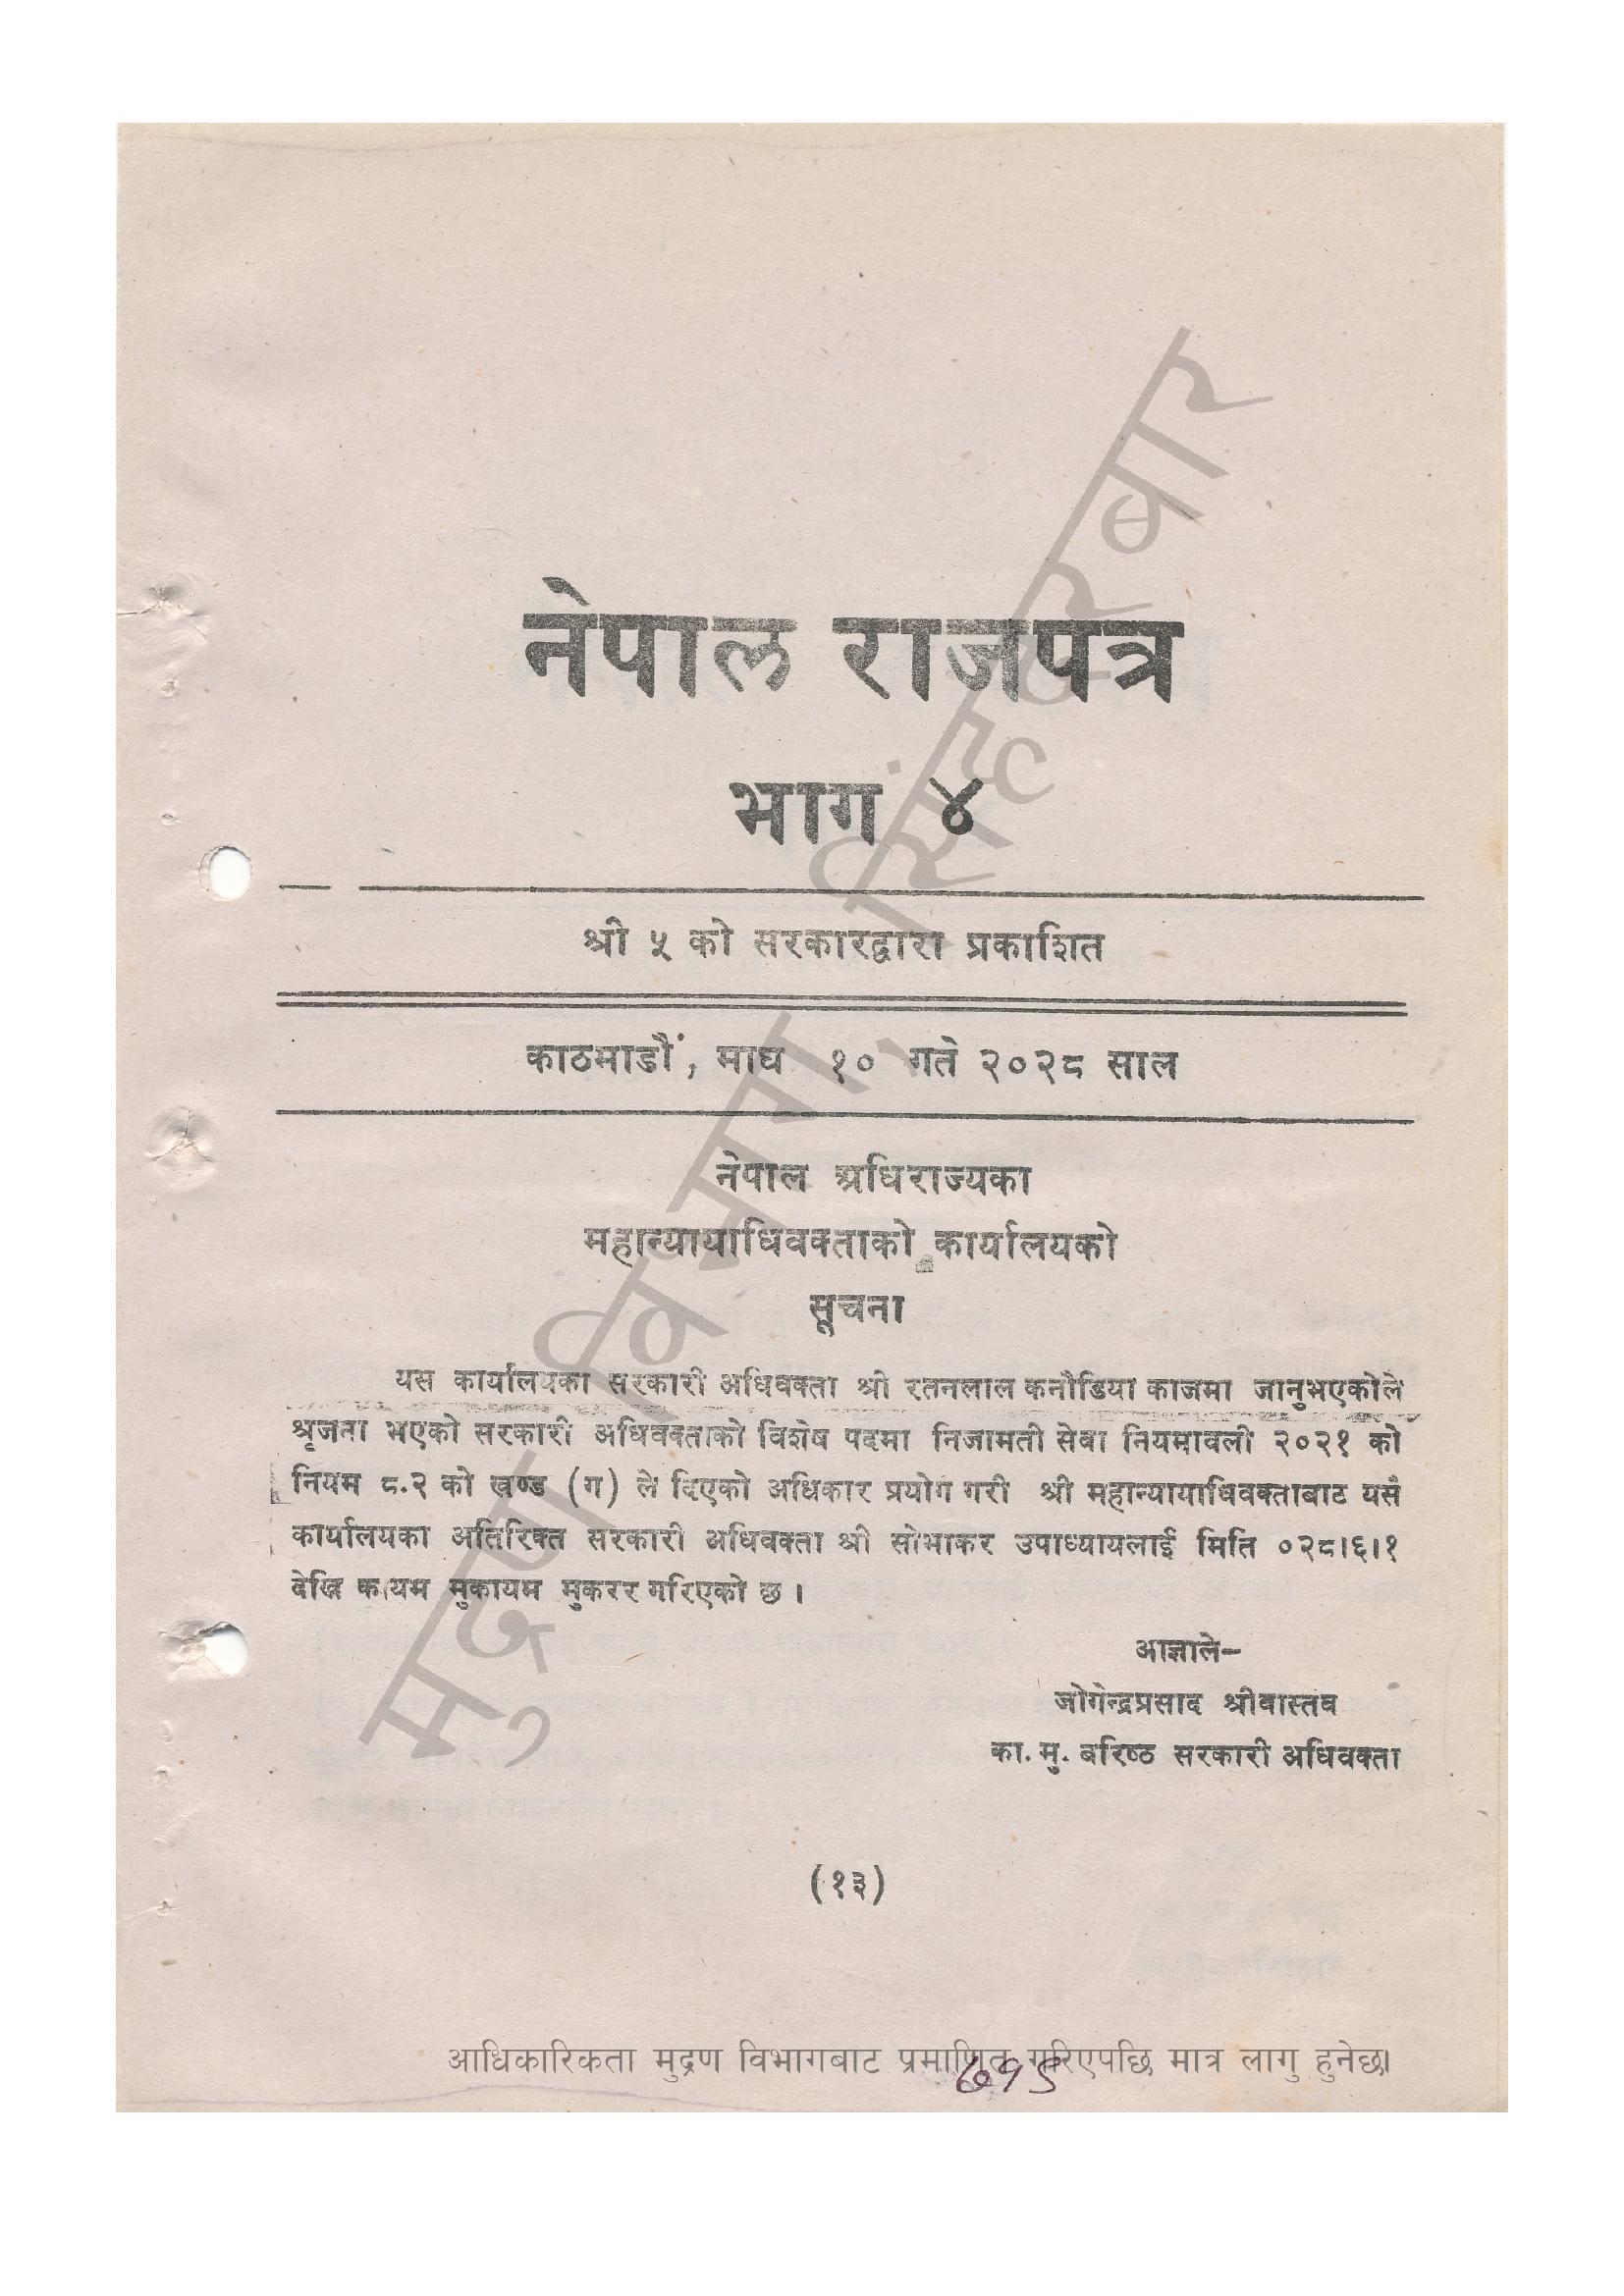 नेपाल राजपत्र
भाग ४
श्री ५ को सरकारद्वारा प्रकाशित
काठमाडौं, माघ १० गते २०२८ साल
नेपाल अधिराज्यका
महान्यायाधिवक्ताको कार्यालयको
सूचना
यस कार्यालयका सरकारी अधिवक्ता श्री रतनलाल कनौडिया काजमा जानुभएकोले
श्रृजना भएको सरकारी अधिवक्ताको विशेष पदमा निजामती सेवा नियमावली २०२१ को
नियम ८.२ को खण्ड (ग) ले दिएको अधिकार प्रयोग गरी श्री महान्यायाधिवक्ताबाट यसै
कार्यालयका अतिरिक्त सरकारी अधिवक्ता श्री सोभाकर उपाध्यायलाई मिति ०२८।६।१
देखि कायम मुकायम मुकरर गरिएको छ ।
आज्ञाले–
जोगेन्द्रप्रसाद श्रीवास्तव
का. मु. बरिष्ठ सरकारी अधिवक्ता
(१३)
आधिकारिकता मुद्रण विभागबाट प्रमाणित गरिएपछि मात्र लागु हुनेछ।
मुद्रण विभाग, सिंहदरबार